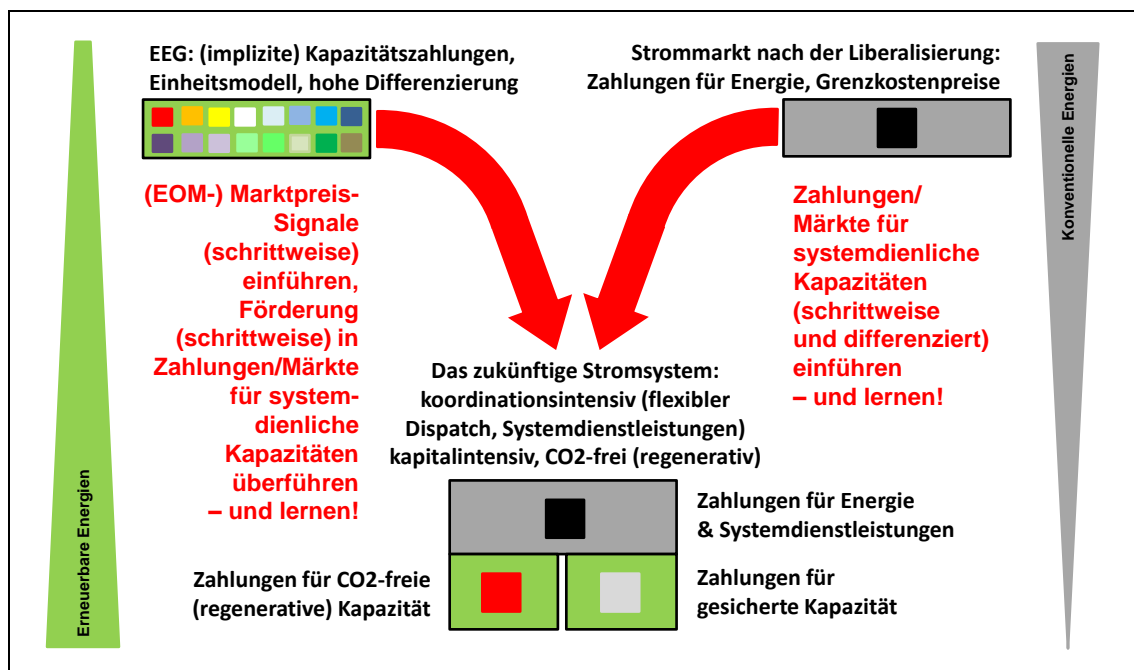 EEG: (implizite) Kapazitätszahlungen,
Einheitsmodell, hohe Differenzierung
Strommarkt nach der Liberalisierung:
Zahlungen für Energie, Grenzkostenpreise
(EOM-) Marktpreis-
Signale
(schrittweise)
einführen,
Förderung
(schrittweise) in
Zahlungen/Märkte
für system-
dienliche
Kapazitäten
überführen
– und lernen!
Zahlungen/
Märkte für
systemdienliche
Kapazitäten
(schrittweise
und differenziert)
einführen
– und lernen!
Das zukünftige Stromsystem:
koordinationsintensiv (flexibler
Dispatch, Systemdienstleistungen)
kapitalintensiv, CO2-frei (regenerativ)
Zahlungen für Energie
& Systemdienstleistungen
Zahlungen für CO2-freie
(regenerative) Kapazität
Zahlungen für
gesicherte Kapazität
Erneuerbare Energien
Konventionelle Energien